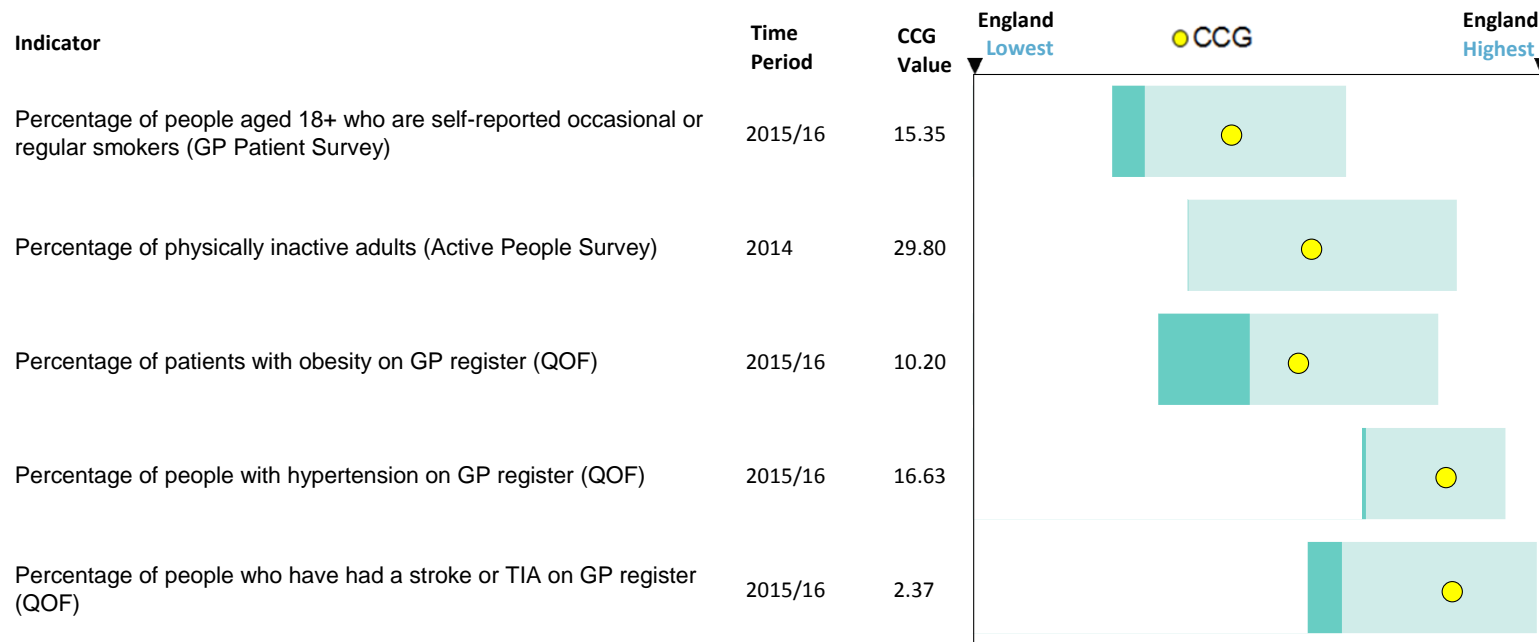 Indicator
Time Period
CCG Value
England Lowest
CCG
England Highest
Percentage of people aged 18+ who are self-reported occasional or
regular smokers (GP Patient Survey)
2015/16
15.35
Percentage of physically inactive adults (Active People Survey)
2014
29.80
Percentage of patients with obesity on GP register (QOF)
2015/16
10.20
Percentage of people with hypertension on GP register (QOF)
2015/16
16.63
Percentage of people who have had a stroke or TIA on GP register
(QOF)
2015/16
2.37